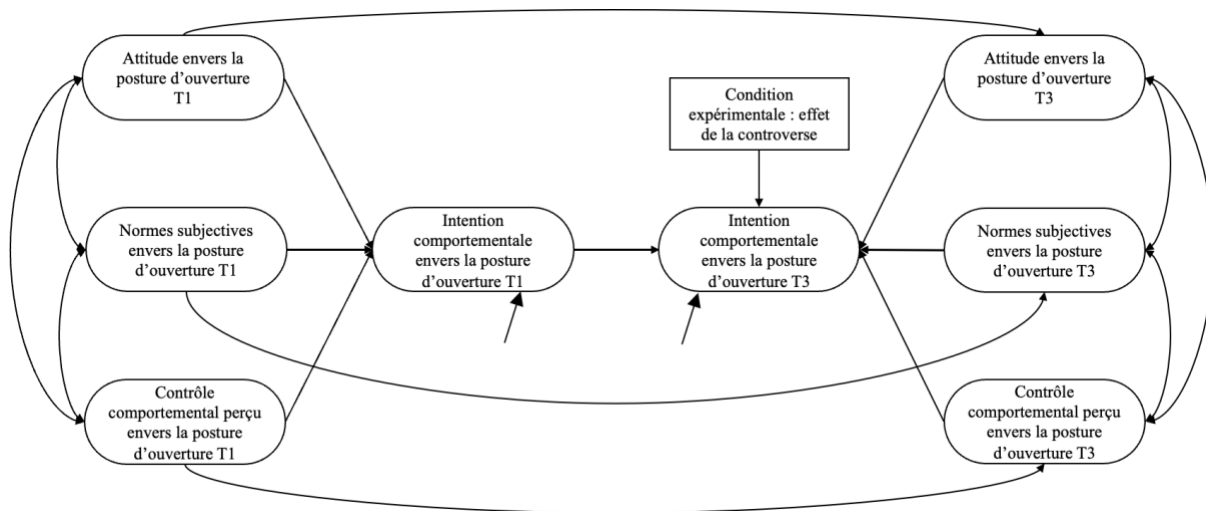 Attitude envers la
posture d’ouverture
T1
Attitude envers la
posture d’ouverture
T3
Condition
expérimentale : effet
de la controverse
Normes subjectives
envers la posture
d’ouverture T1
Intention
comportementale
envers la posture
d’ouverture T1
Intention
comportementale
envers la posture
d’ouverture T3
Normes subjectives
envers la posture
d’ouverture T3
Contrôle
comportemental perçu
envers la posture
d’ouverture T1
Contrôle
comportemental perçu
envers la posture
d’ouverture T3